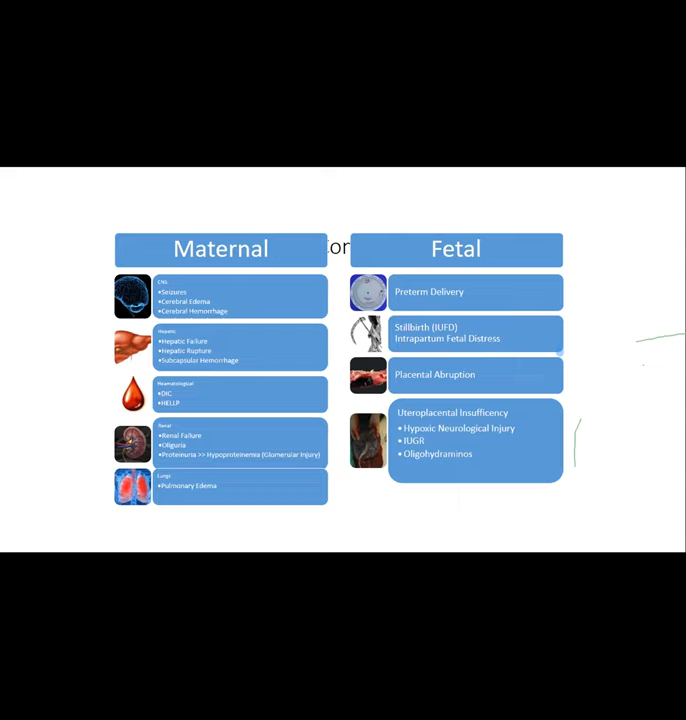 Maternal
CNS
•Seizures
•Cerebral Edema
•Cerebral Hemorrhage
Hepatic
•Hepatic Failure
•Hepatic Rupture
•Subcapsular Hemorrhage
Heamatological
•DIC
•HELLP
Renal
•Renal Failure
•Oliguria
•Proteinuria >> Hypoproteinemia (Glomerular Injury)
Lungs
•Pulmonary Edema
Fetal
Preterm Delivery
Stillbirth (IUFD)
Intrapartum Fetal Distress
Placental Abruption
Uteroplacental Insufficency
• Hypoxic Neurological Injury
• IUGR
• Oligohydraminos